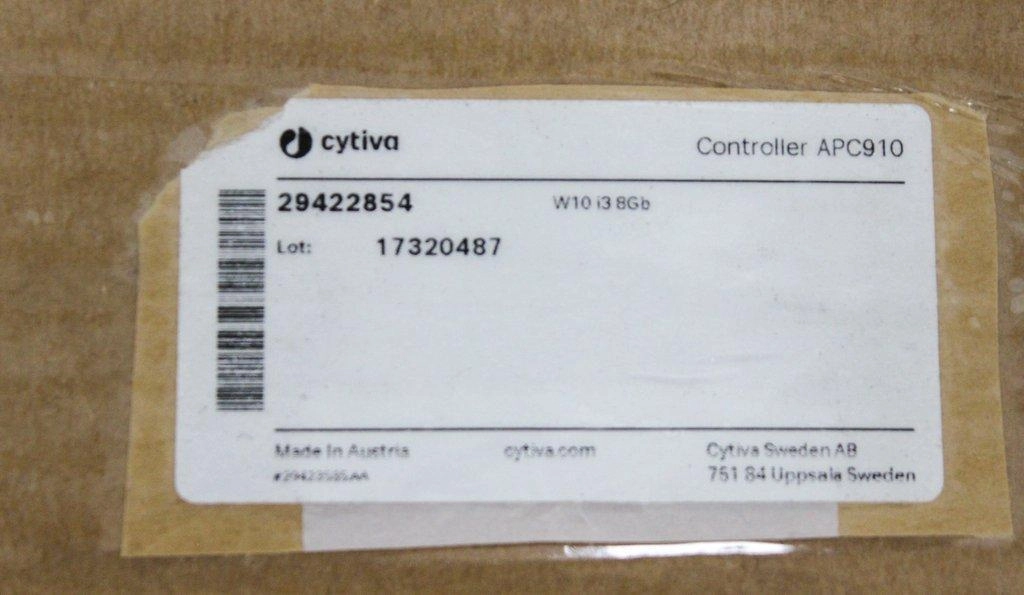 cytiva
Controller APC910
29422854
W10 i3 8Gb
Lot: 17320487
Made In Austria
cytiva.com
Cytiva Sweden AB
751 84 Uppsala Sweden